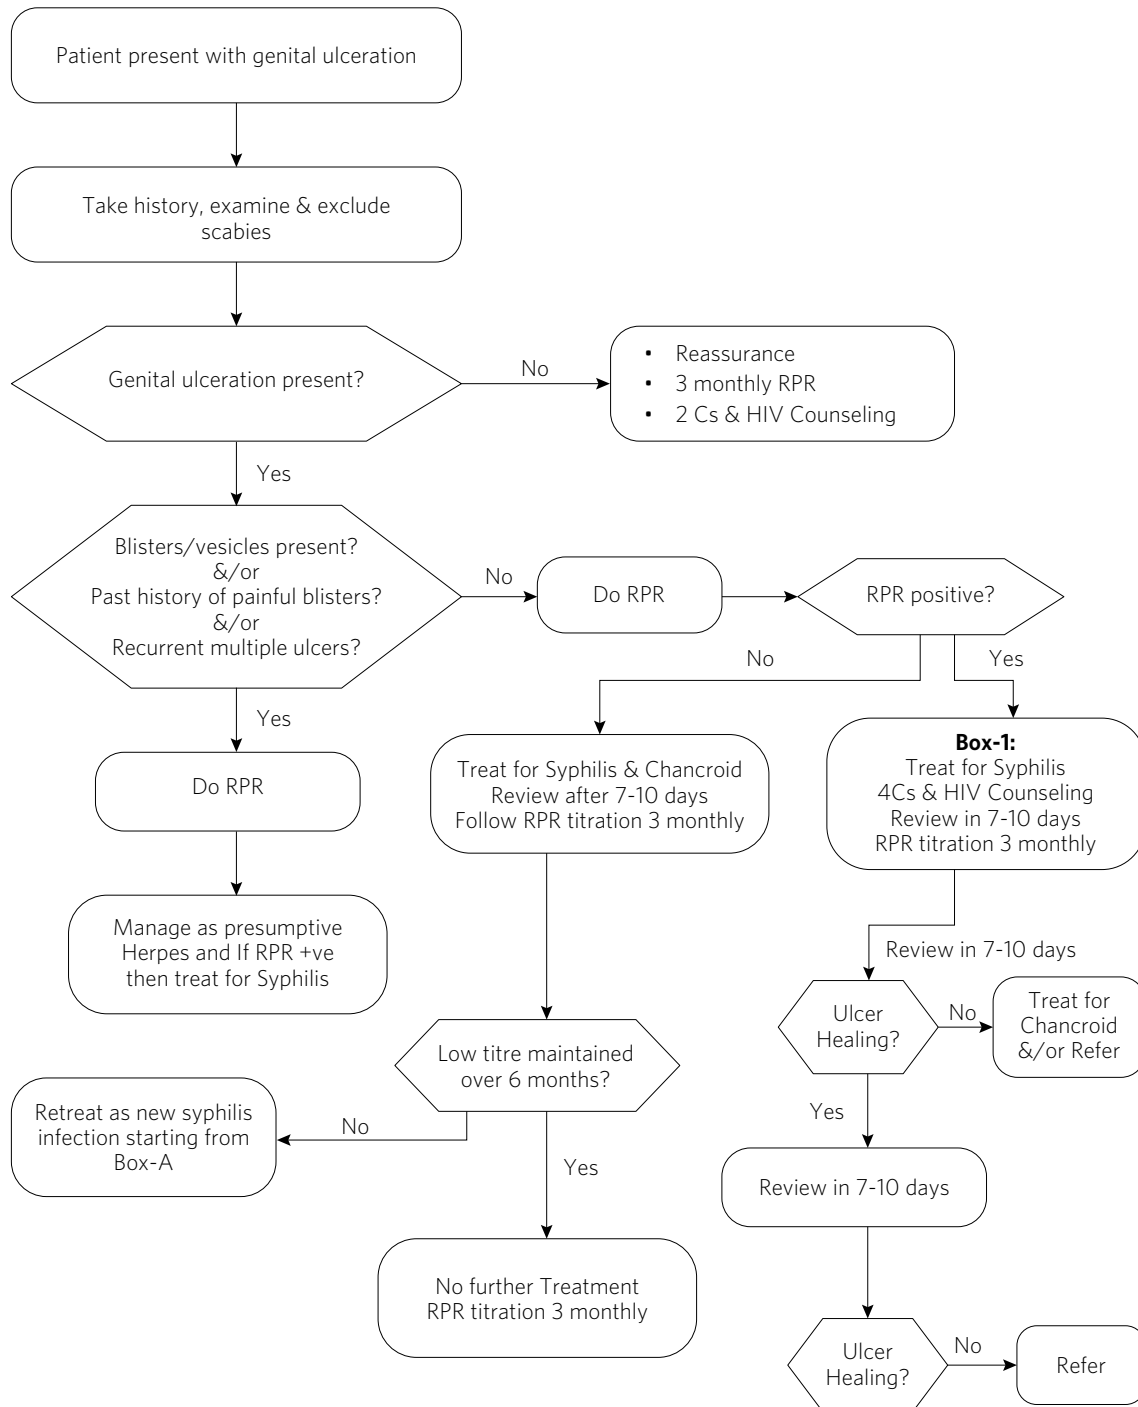 Patient present with genital ulceration
Take history, examine & exclude
scabies
Genital ulceration present?
No
• Reassurance
• 3 monthly RPR
• 2 Cs & HIV Counseling
Yes
Blisters/vesicles present?
&/or
Past history of painful blisters?
&/or
Recurrent multiple ulcers?
No
Do RPR
RPR positive?
Yes
Do RPR
Manage as presumptive
Herpes and If RPR +ve
then treat for Syphilis
No
Treat for Syphilis & Chancroid
Review after 7-10 days
Follow RPR titration 3 monthly
Low titre maintained
over 6 months?
No
Retreat as new syphilis
infection starting from
Box-A
Yes
No further Treatment
RPR titration 3 monthly
Yes
Box-1:
Treat for Syphilis
4Cs & HIV Counseling
Review in 7-10 days
RPR titration 3 monthly
Review in 7-10 days
Ulcer
Healing?
No
Treat for
Chancroid
&/or Refer
Yes
Review in 7-10 days
Ulcer
Healing?
No
Refer